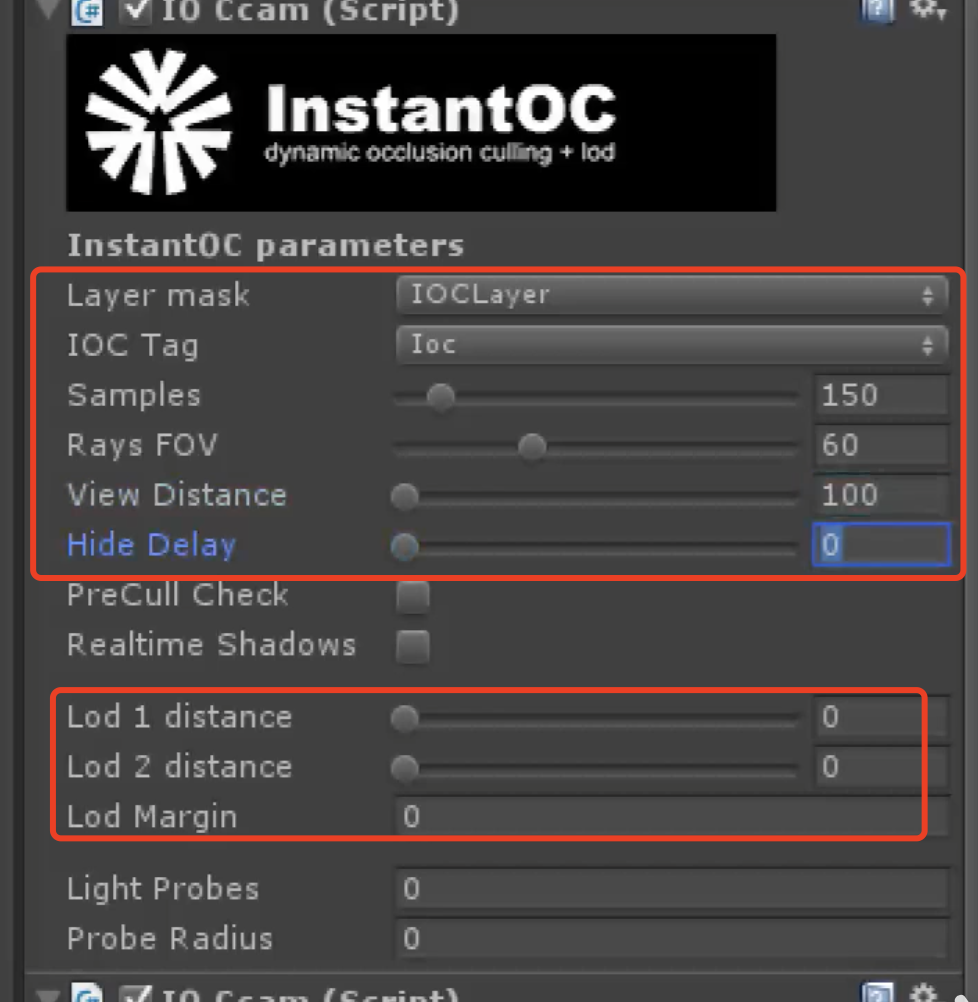 IO Ccam (Script)
InstantOC
dynamic occlusion culling + lod
InstantOC parameters
Layer mask IOCLayer
IOC Tag Ioc
Samples 150
Rays FOV 60
View Distance 100
Hide Delay 0
PreCull Check
Realtime Shadows
Lod 1 distance 0
Lod 2 distance 0
Lod Margin 0
Light Probes 0
Probe Radius 0
IO Ccam (Script)